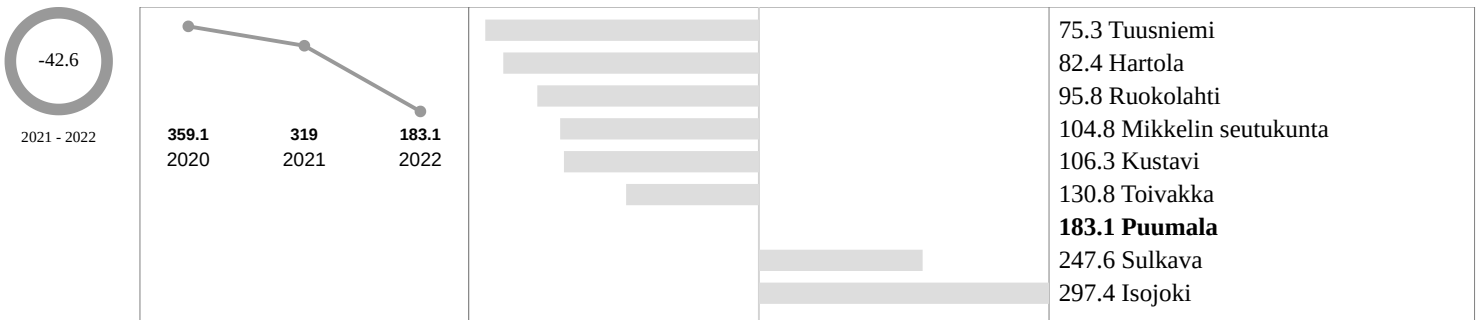 -42.6
2021 - 2022
359.1 319 183.1
2020 2021 2022
75.3 Tuusniemi
82.4 Hartola
95.8 Ruokolahti
104.8 Mikkelin seutukunta
106.3 Kustavi
130.8 Toivakka
183.1 Puumala
247.6 Sulkava
297.4 Isojoki